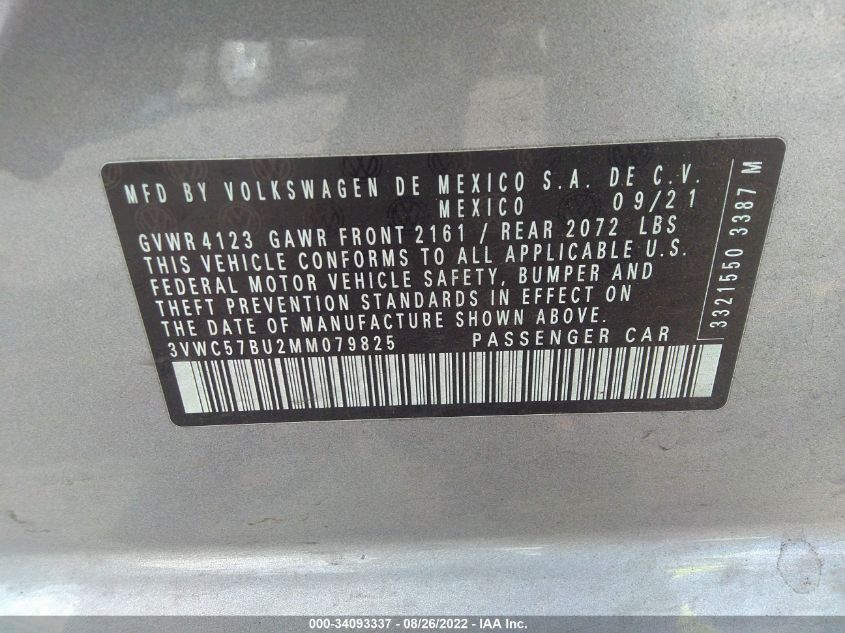 MFD BY VOLKSWAGEN DE MEXICO S.A. DE C.V.
MEXICO 09/21
GVWR 4123 GAWR FRONT 2161 / REAR 2072 LBS
THIS VEHICLE CONFORMS TO ALL APPLICABLE U.S.
FEDERAL MOTOR VEHICLE SAFETY, BUMPER AND
THEFT PREVENTION STANDARDS IN EFFECT ON
THE DATE OF MANUFACTURE SHOWN ABOVE.
3VWC57BU2MM079825 PASSENGER CAR
3321550 3387 M
000-34093337 - 08/26/2022 - IAA Inc.